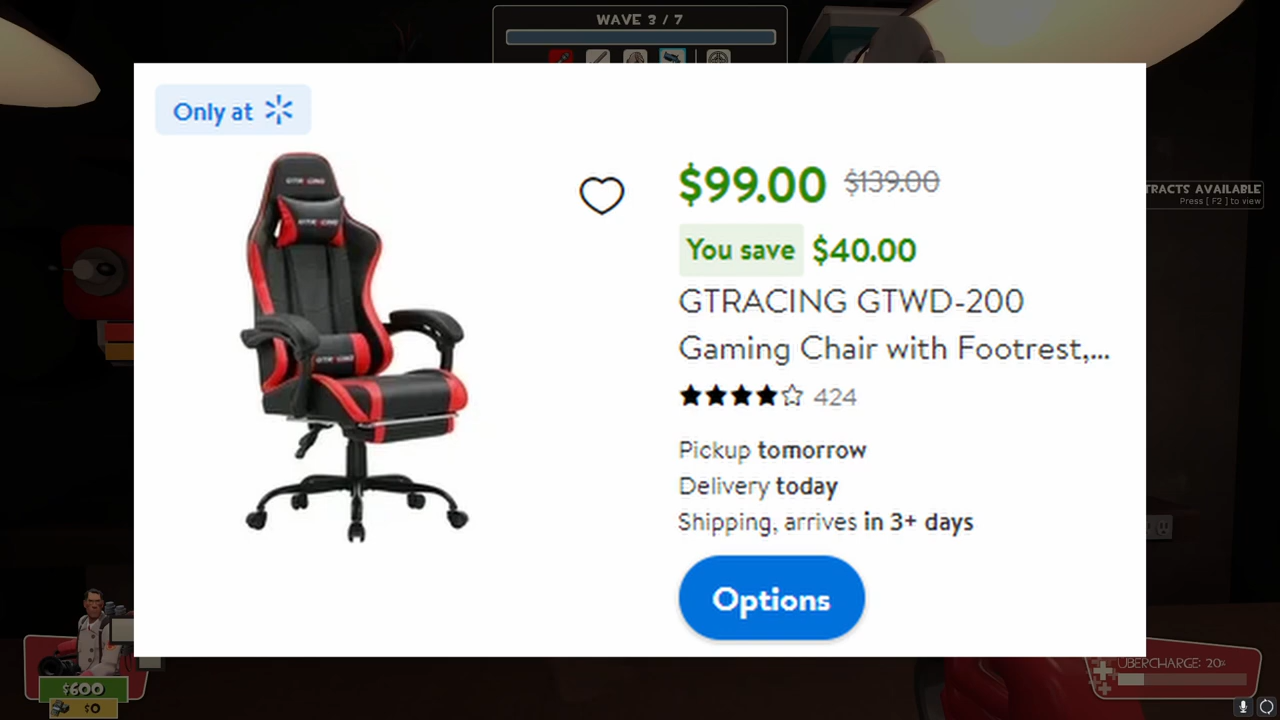 WAVE 3 / 7
Only at
$99.00 $139.00
You save $40.00
GTRACING GTWD-200
Gaming Chair with Footrest,...
424
Pickup tomorrow
Delivery today
Shipping, arrives in 3+ days
Options
TRACTS AVAILABLE
Press [ F2 ] to view
$600
$0
ÜBERCHARGE: 20%